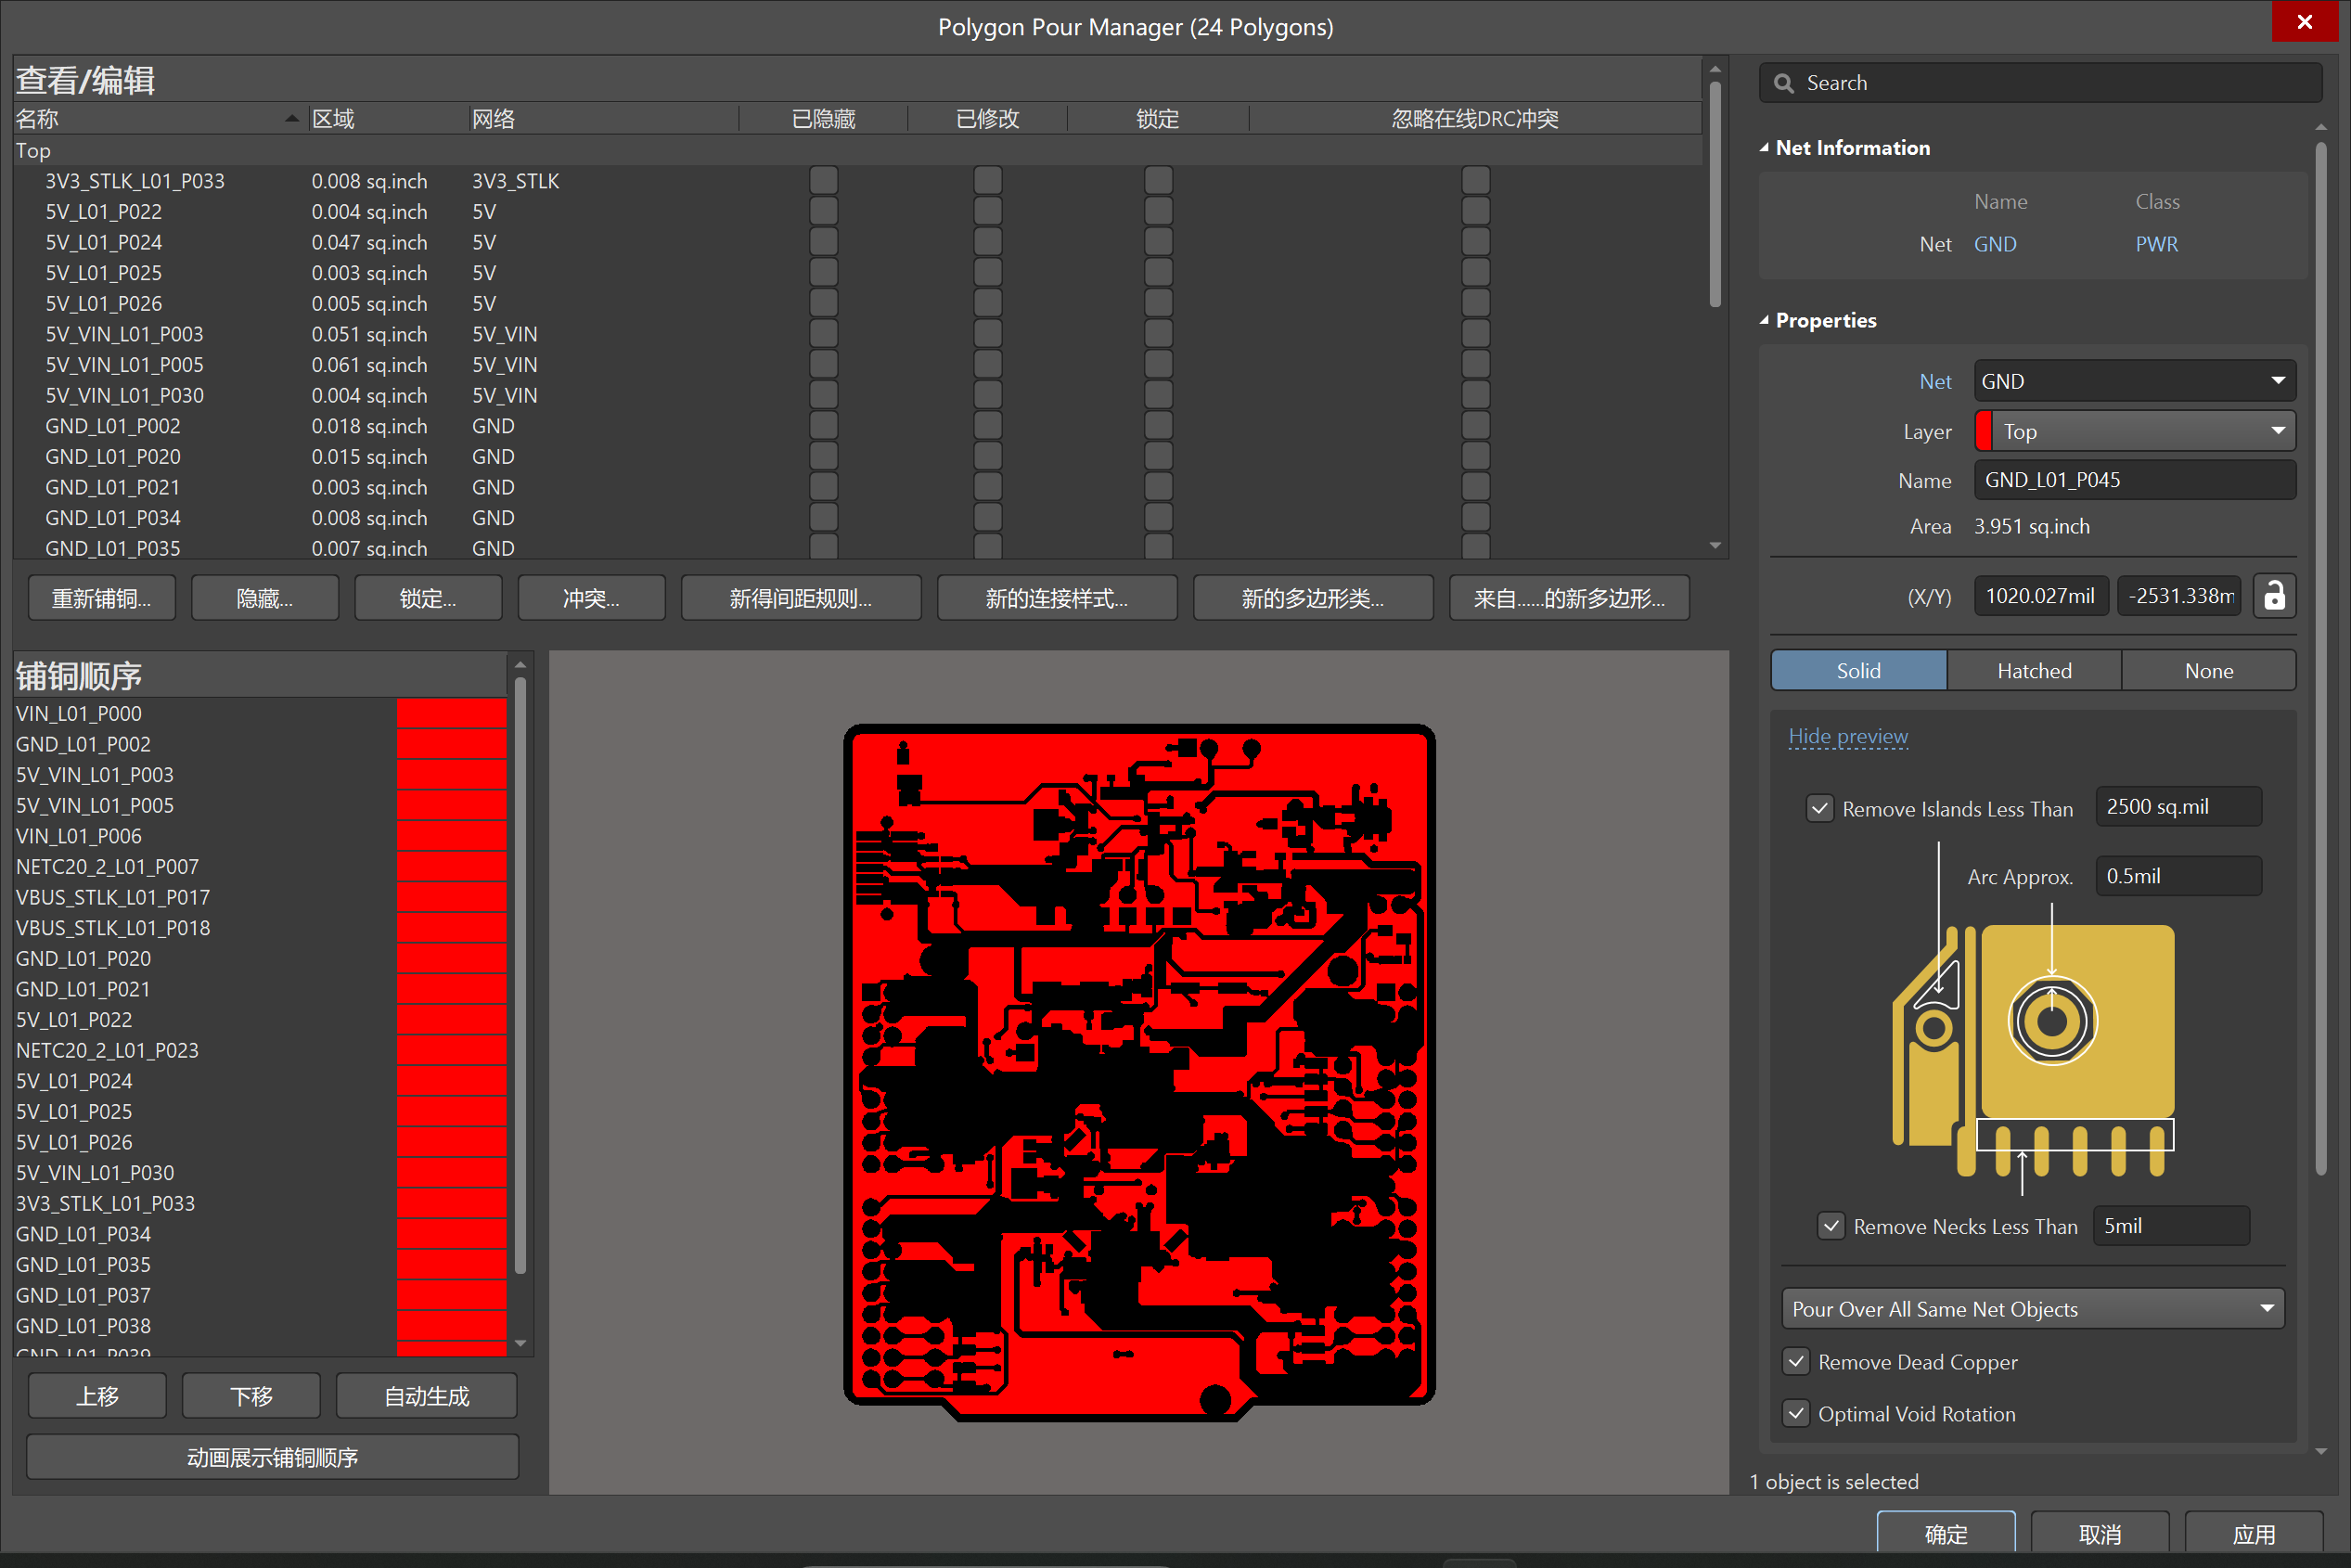 Polygon Pour Manager (24 Polygons)
查看/编辑
名称 区域 网络 已隐藏 已修改 锁定 忽略在线DRC冲突
Top
3V3_STLK_L01_P033 0.008 sq.inch 3V3_STLK
5V_L01_P022 0.004 sq.inch 5V
5V_L01_P024 0.047 sq.inch 5V
5V_L01_P025 0.003 sq.inch 5V
5V_L01_P026 0.005 sq.inch 5V
5V_VIN_L01_P003 0.051 sq.inch 5V_VIN
5V_VIN_L01_P005 0.061 sq.inch 5V_VIN
5V_VIN_L01_P030 0.004 sq.inch 5V_VIN
GND_L01_P002 0.018 sq.inch GND
GND_L01_P020 0.015 sq.inch GND
GND_L01_P021 0.003 sq.inch GND
GND_L01_P034 0.008 sq.inch GND
GND_L01_P035 0.007 sq.inch GND
重新铺铜... 隐藏... 锁定... 冲突... 新得间距规则... 新的连接样式... 新的多边形类... 来自......的新多边形...
铺铜顺序
VIN_L01_P000
GND_L01_P002
5V_VIN_L01_P003
5V_VIN_L01_P005
VIN_L01_P006
NETC20_2_L01_P007
VBUS_STLK_L01_P017
VBUS_STLK_L01_P018
GND_L01_P020
GND_L01_P021
5V_L01_P022
NETC20_2_L01_P023
5V_L01_P024
5V_L01_P025
5V_L01_P026
5V_VIN_L01_P030
3V3_STLK_L01_P033
GND_L01_P034
GND_L01_P035
GND_L01_P037
GND_L01_P038
GND_L01_P039
上移 下移 自动生成
动画展示铺铜顺序
Search
Net Information
Name Class
Net GND PWR
Properties
Net GND
Layer Top
Name GND_L01_P045
Area 3.951 sq.inch
(X/Y) 1020.027mil -2531.338m
Solid Hatched None
Hide preview
Remove Islands Less Than 2500 sq.mil
Arc Approx. 0.5mil
Remove Necks Less Than 5mil
Pour Over All Same Net Objects
Remove Dead Copper
Optimal Void Rotation
1 object is selected
确定 取消 应用